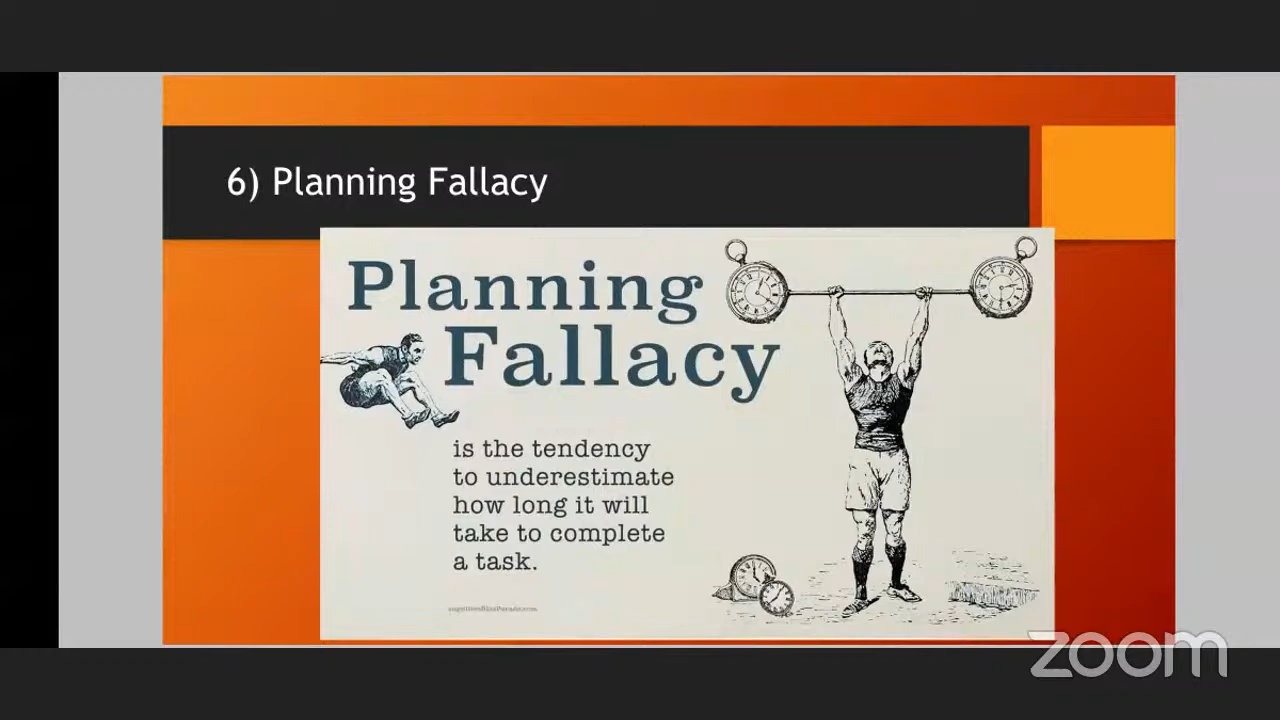 6) Planning Fallacy
Planning
Fallacy
is the tendency
to underestimate
how long it will
take to complete
a task.
zoom